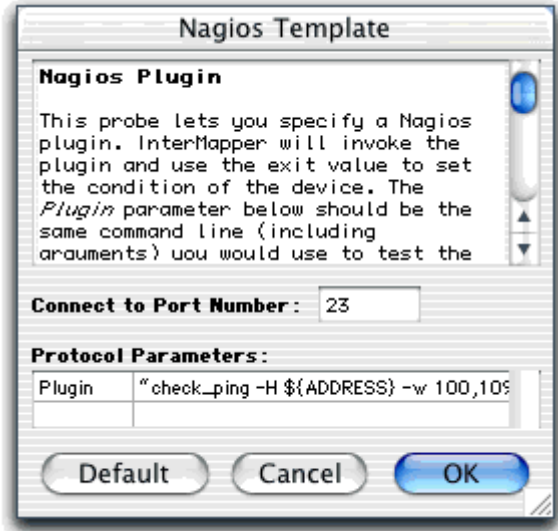 Nagios Template
Nagios Plugin
This probe lets you specify a Nagios
plugin. InterMapper will invoke the
plugin and use the exit value to set
the condition of the device. The
Plugin parameter below should be the
same command line (including
arguments) you would use to test the
Connect to Port Number: 23
Protocol Parameters:
Plugin "check_ping -H ${ADDRESS} -w 100,10%
Default Cancel OK